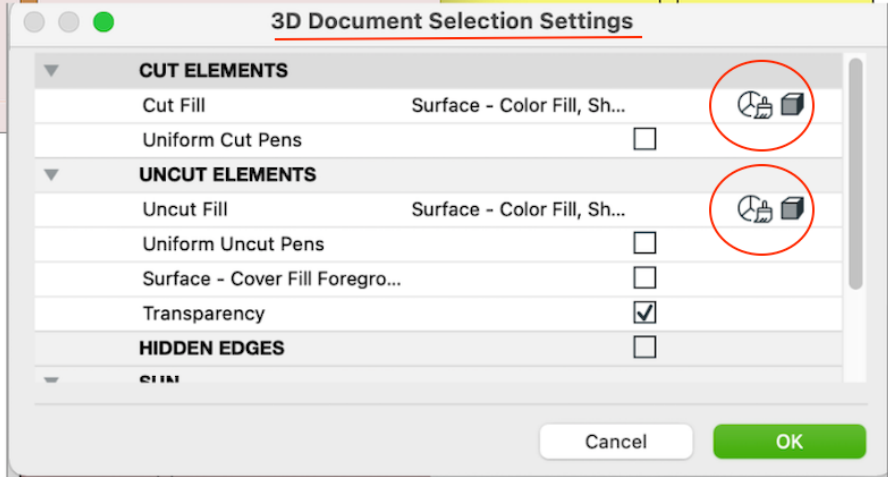 3D Document Selection Settings
CUT ELEMENTS
Cut Fill Surface - Color Fill, Sh...
Uniform Cut Pens
UNCUT ELEMENTS
Uncut Fill Surface - Color Fill, Sh...
Uniform Uncut Pens
Surface - Cover Fill Foregro...
Transparency
HIDDEN EDGES
SUN
Cancel OK